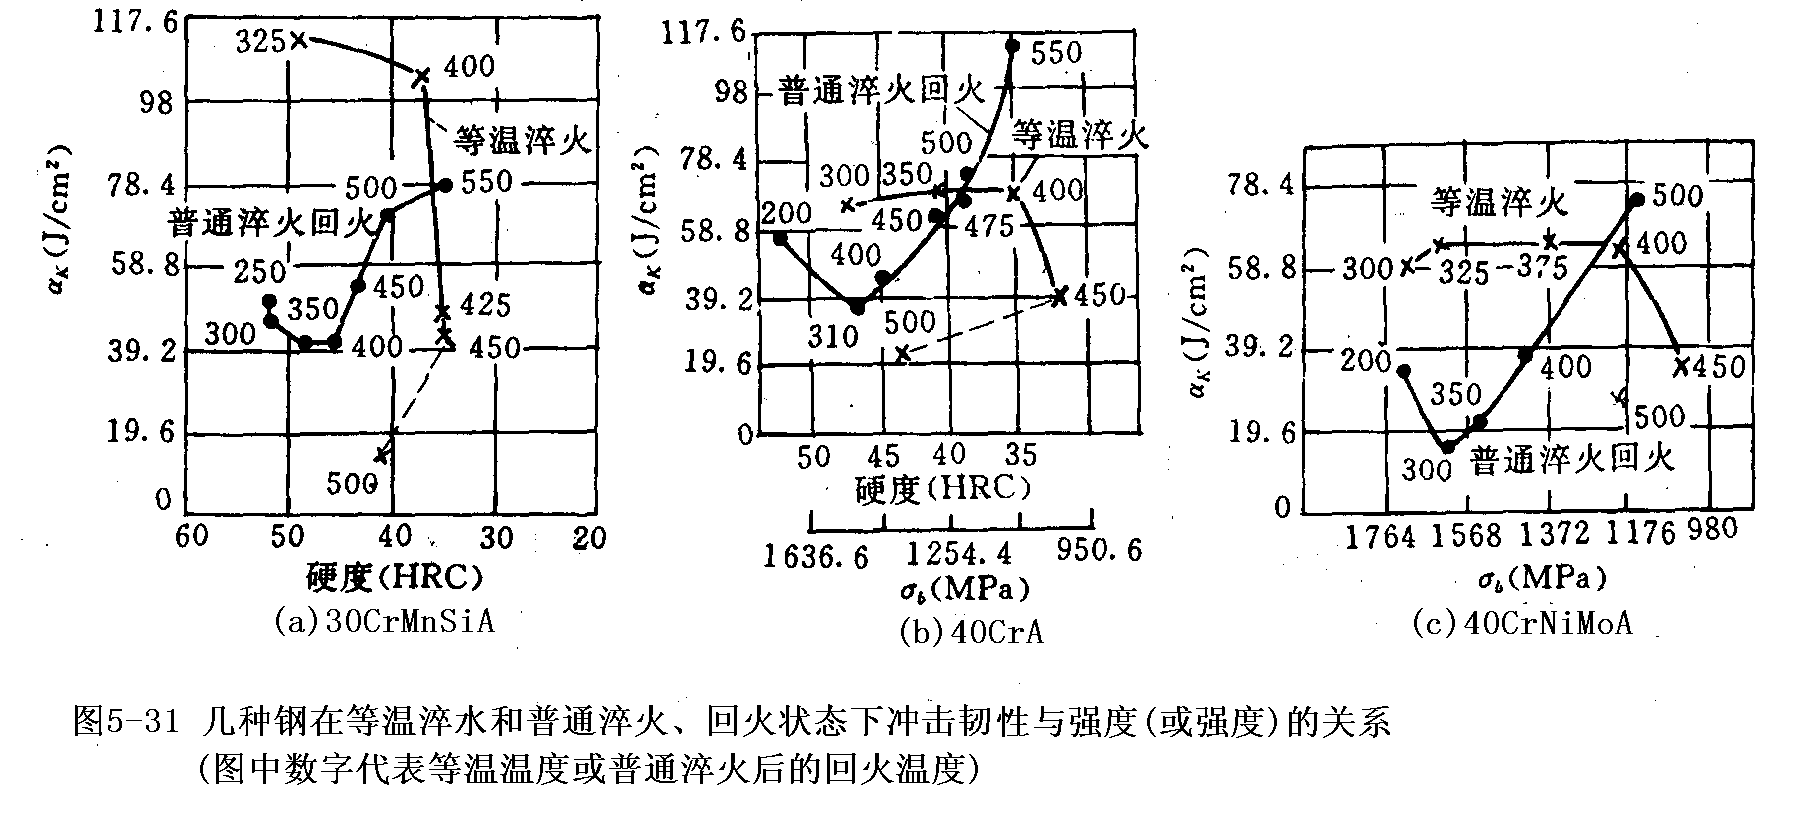 117.6
98
78.4
58.8
39.2
19.6
0
αK(J/cm²)
325
400
等温淬火
500
550
普通淬火回火
250
350
450
425
300
400
450
500
60 50 40 30 20
硬度(HRC)
(a)30CrMnSiA
117.6
98
78.4
58.8
39.2
19.6
0
αK(J/cm²)
550
普通淬火回火
等温淬火
500
300 350
400
200
450
475
400
450
310
500
50 45 40 35
硬度(HRC)
1636.6 1254.4 950.6
σb(MPa)
(b)40CrA
78.4
58.8
39.2
19.6
0
αK(J/cm²)
等温淬火
500
400
300 -325 -375
200
400
450
350
500
300
普通淬火回火
1764 1568 1372 1176 980
σb(MPa)
(c)40CrNiMoA
图5-31 几种钢在等温淬水和普通淬火、回火状态下冲击韧性与强度(或强度)的关系
(图中数字代表等温温度或普通淬火后的回火温度)